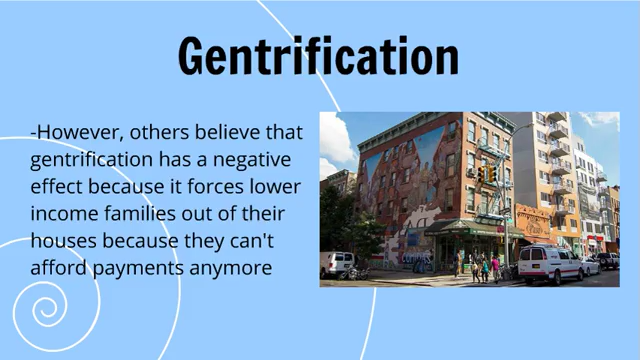 Gentrification
-However, others believe that
gentrification has a negative
effect because it forces lower
income families out of their
houses because they can't
afford payments anymore